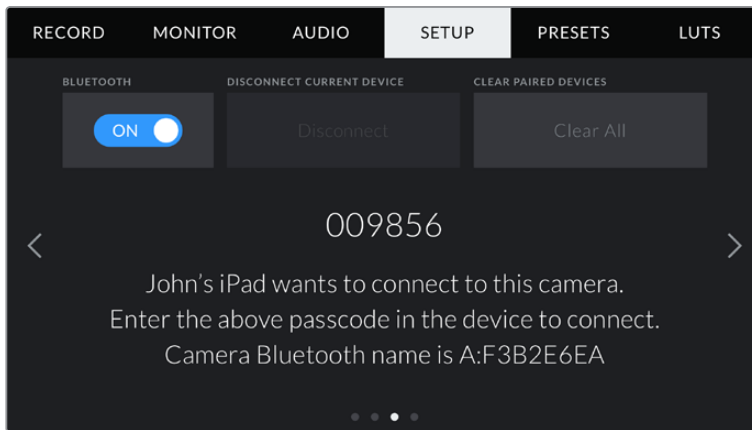 RECORD MONITOR AUDIO SETUP PRESETS LUTS
BLUETOOTH DISCONNECT CURRENT DEVICE CLEAR PAIRED DEVICES
ON Disconnect Clear All
009856
John's iPad wants to connect to this camera.
Enter the above passcode in the device to connect.
Camera Bluetooth name is A:F3B2E6EA